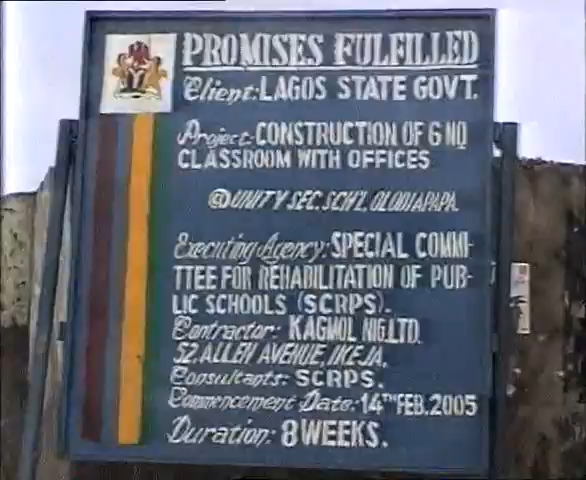 PROMISES FULFILLED
Client: LAGOS STATE GOVT.
Project: CONSTRUCTION OF 6 NO
CLASSROOM WITH OFFICES
@ UNITY SEC. SCH'L, OLODIAPAPA.
Executing Agency: SPECIAL COMMI-
TTEE FOR REHABILITATION OF PUB-
LIC SCHOOLS (SCRPS).
Contractor: KAGMOL NIG. LTD.
52, ALLEN AVENUE, IKEJA.
Consultants: SCRPS.
Commencement Date: 14TH FEB. 2005
Duration: 8 WEEKS.